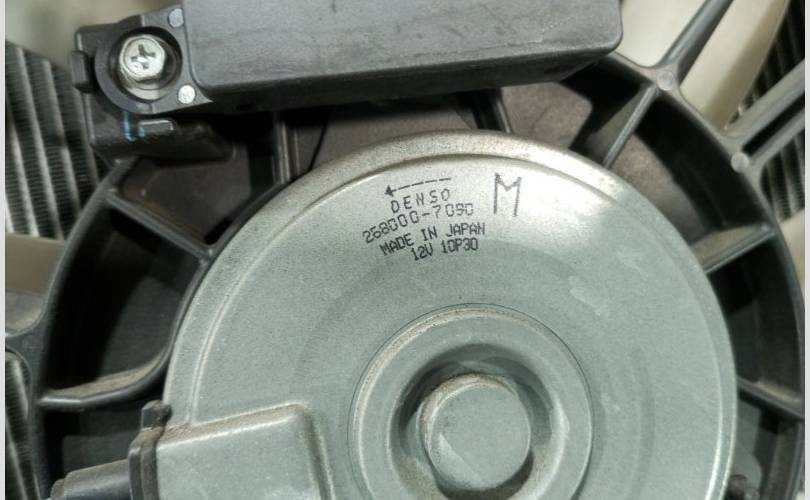 DENSO
M
268000-7090
MADE IN JAPAN
12V 10P30